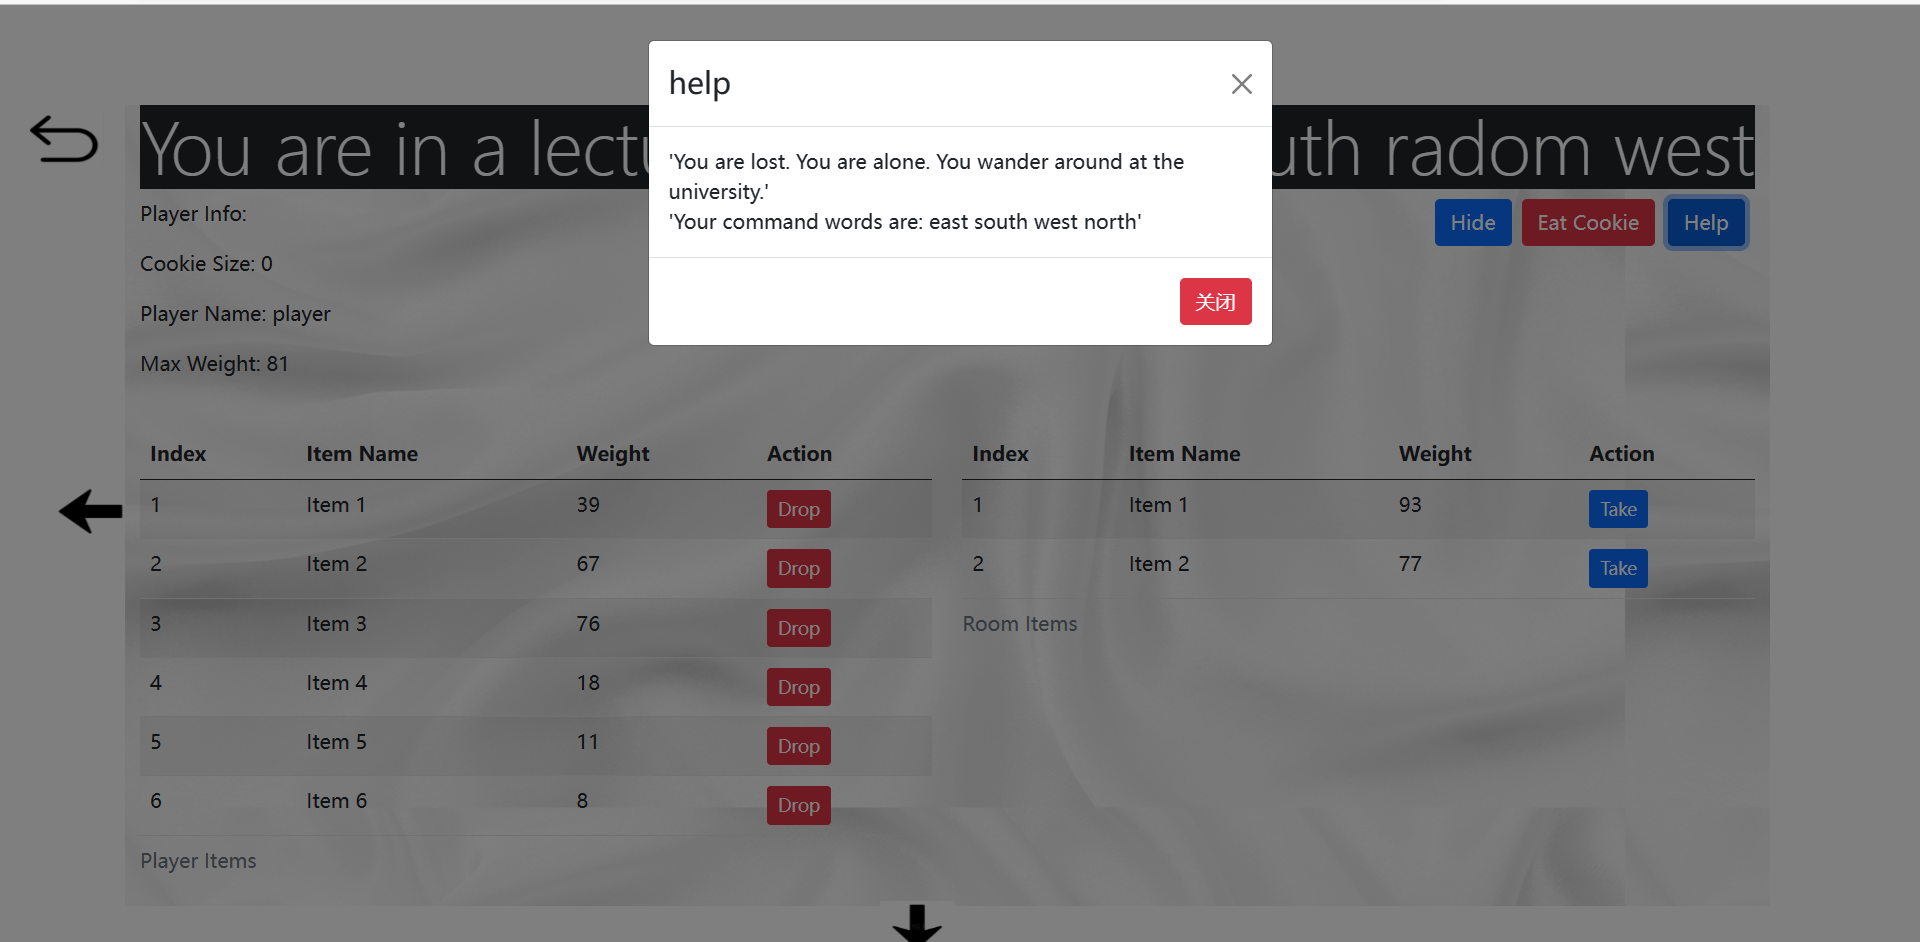 help
'You are lost. You are alone. You wander around at the
university.'
'Your command words are: east south west north'
关闭
You are in a radom west
Player Info:
Hide Eat Cookie Help
Cookie Size: 0
Player Name: player
Max Weight: 81
Index Item Name Weight Action
1 Item 1 39 Drop
2 Item 2 67 Drop
3 Item 3 76 Drop
4 Item 4 18 Drop
5 Item 5 11 Drop
6 Item 6 8 Drop
Player Items
Index Item Name Weight Action
1 Item 1 93 Take
2 Item 2 77 Take
Room Items